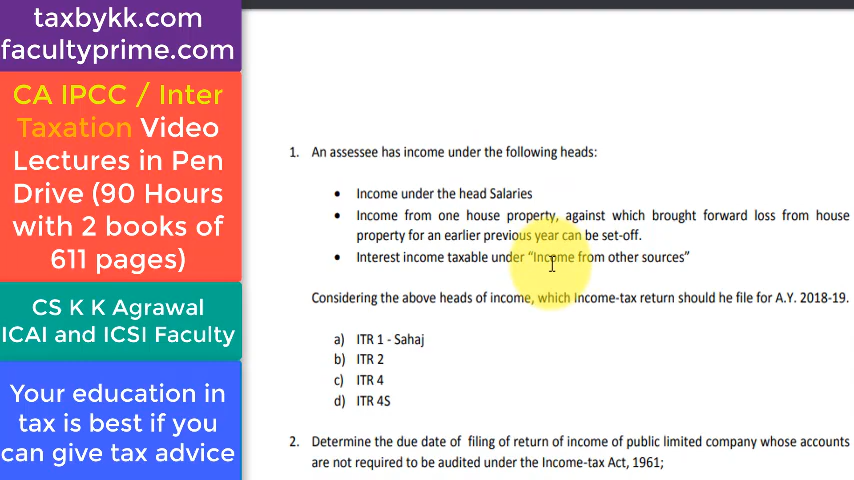 taxbykk.com
facultyprime.com
CA IPCC / Inter
Taxation Video
Lectures in Pen
Drive (90 Hours
with 2 books of
611 pages)
CS K K Agrawal
ICAI and ICSI Faculty
Your education in
tax is best if you
can give tax advice
1. An assessee has income under the following heads:
• Income under the head Salaries
• Income from one house property, against which brought forward loss from house
property for an earlier previous year can be set-off.
• Interest income taxable under “Income from other sources”
Considering the above heads of income, which Income-tax return should he file for A.Y. 2018-19.
a) ITR 1 - Sahaj
b) ITR 2
c) ITR 4
d) ITR 4S
2. Determine the due date of filing of return of income of public limited company whose accounts
are not required to be audited under the Income-tax Act, 1961;